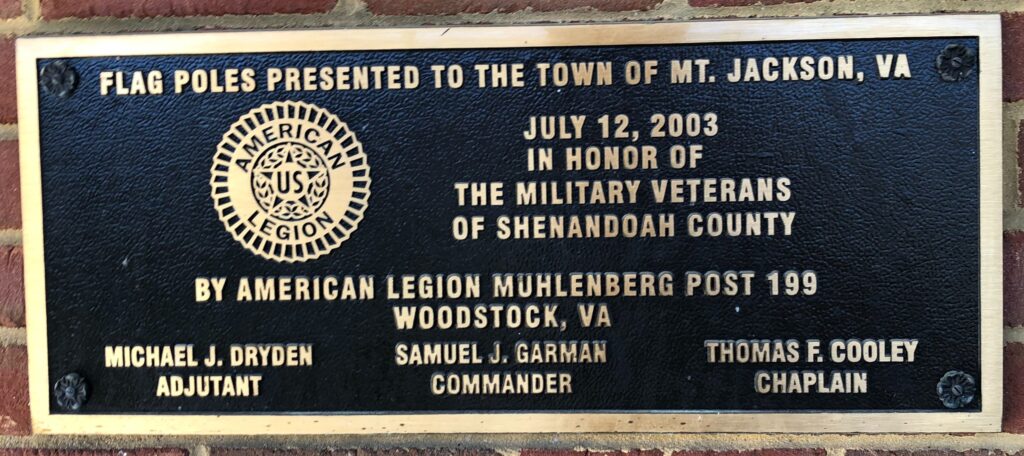 FLAG POLES PRESENTED TO THE TOWN OF MT. JACKSON, VA
AMERICAN
US
LEGION
JULY 12, 2003
IN HONOR OF
THE MILITARY VETERANS
OF SHENANDOAH COUNTY
BY AMERICAN LEGION MUHLENBERG POST 199
WOODSTOCK, VA
MICHAEL J. DRYDEN
ADJUTANT
SAMUEL J. GARMAN
COMMANDER
THOMAS F. COOLEY
CHAPLAIN